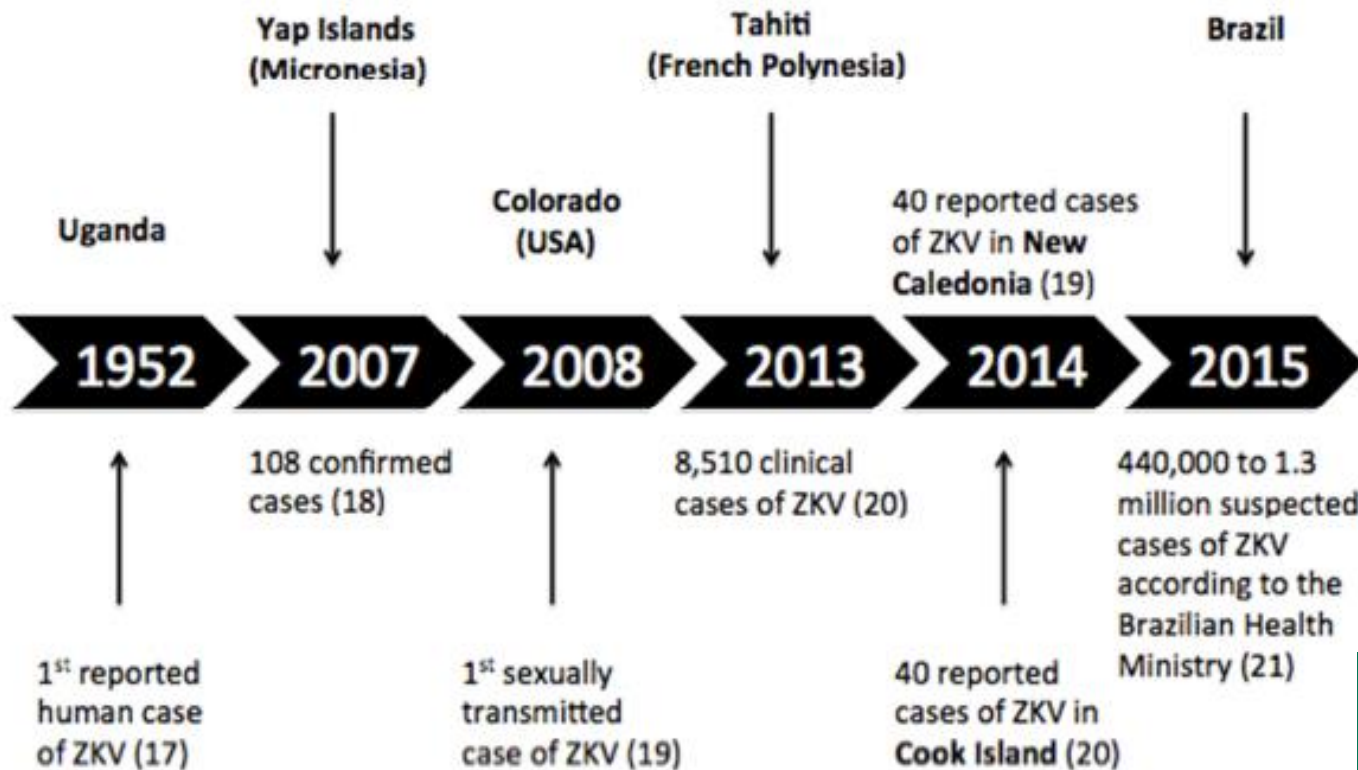 Yap Islands
(Micronesia)
Tahiti
(French Polynesia)
Brazil
Uganda
Colorado
(USA)
40 reported cases
of ZKV in New
Caledonia (19)
1952
2007
2008
2013
2014
2015
108 confirmed
cases (18)
8,510 clinical
cases of ZKV (20)
440,000 to 1.3
million suspected
cases of ZKV
according to the
Brazilian Health
Ministry (21)
1st reported
human case
of ZKV (17)
1st sexually
transmitted
case of ZKV (19)
40 reported
cases of ZKV in
Cook Island (20)